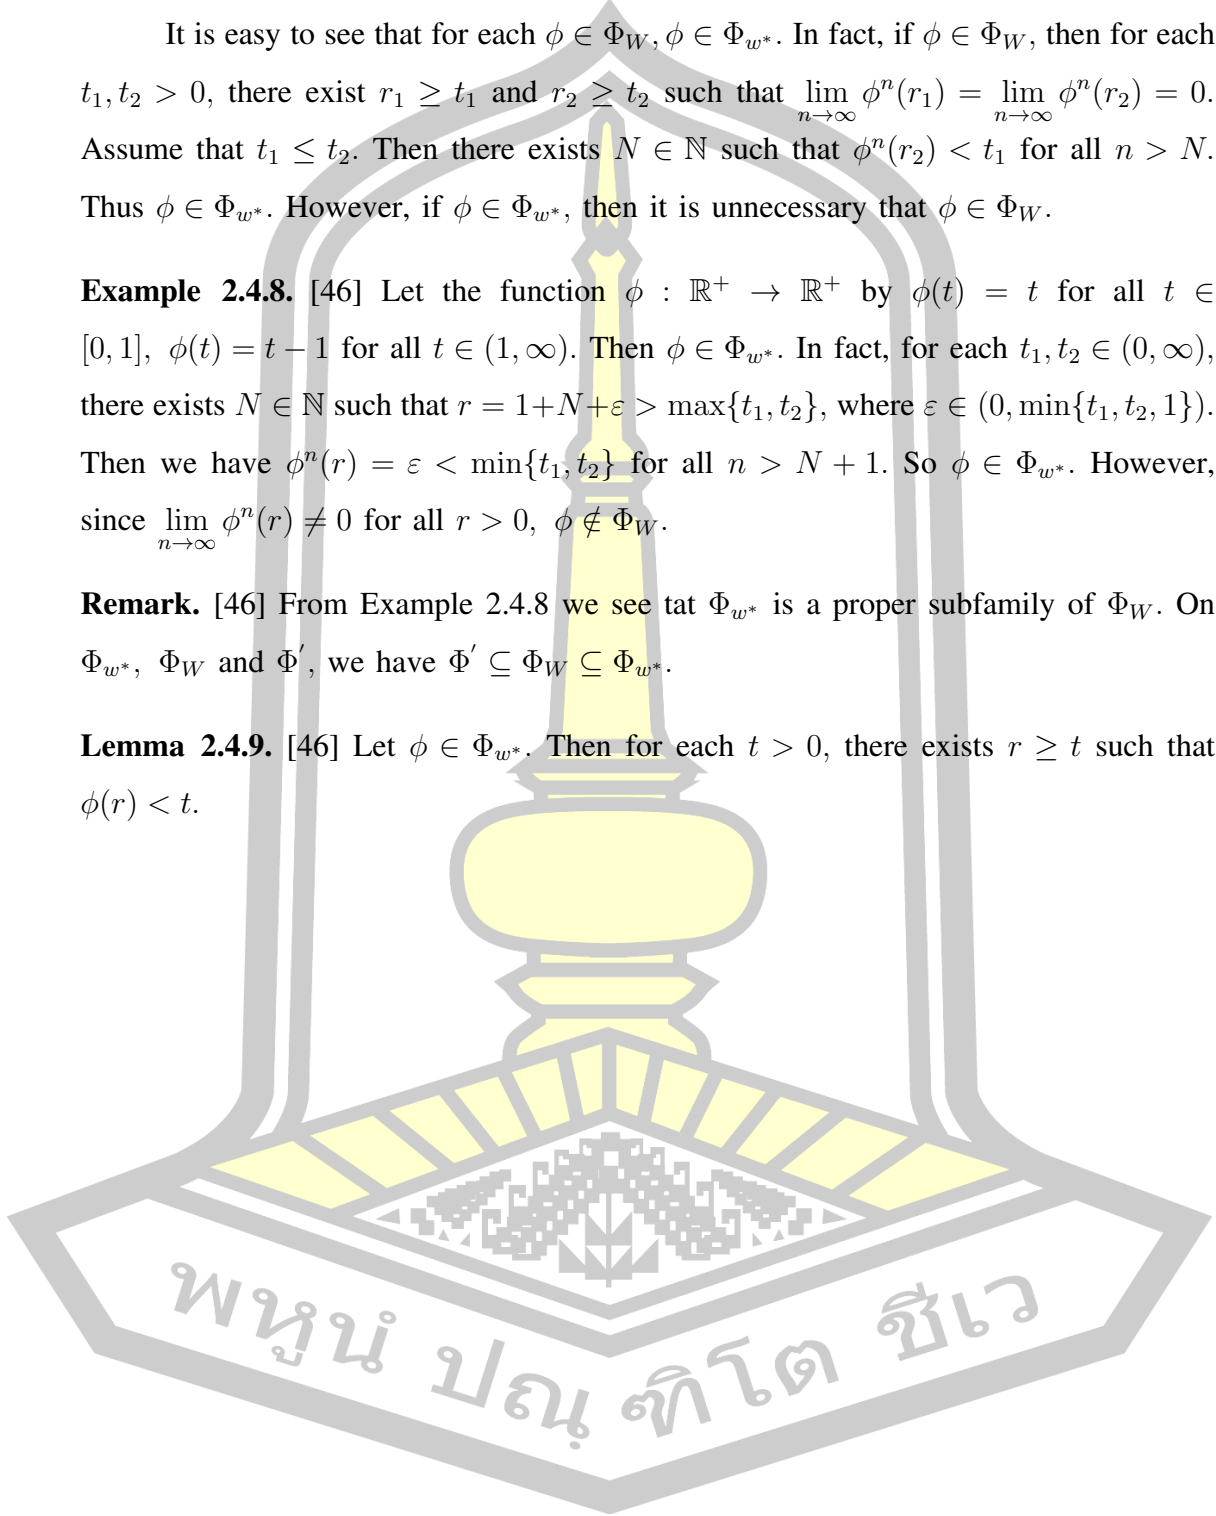 It is easy to see that for each $\phi \in \Phi_W, \phi \in \Phi_{w^*}$. In fact, if $\phi \in \Phi_W$, then for each
$t_1, t_2 > 0$, there exist $r_1 \geq t_1$ and $r_2 \geq t_2$ such that $\lim_{n\to\infty} \phi^n(r_1) = \lim_{n\to\infty} \phi^n(r_2) = 0$.
Assume that $t_1 \leq t_2$. Then there exists $N \in \mathbb{N}$ such that $\phi^n(r_2) < t_1$ for all $n > N$.
Thus $\phi \in \Phi_{w^*}$. However, if $\phi \in \Phi_{w^*}$, then it is unnecessary that $\phi \in \Phi_W$.
Example 2.4.8. [46] Let the function $\phi : \mathbb{R}^+ \to \mathbb{R}^+$ by $\phi(t) = t$ for all $t \in$
$[0, 1],\ \phi(t) = t - 1$ for all $t \in (1, \infty)$. Then $\phi \in \Phi_{w^*}$. In fact, for each $t_1, t_2 \in (0, \infty)$,
there exists $N \in \mathbb{N}$ such that $r = 1+N+\varepsilon > \max\{t_1, t_2\}$, where $\varepsilon \in (0, \min\{t_1, t_2, 1\})$.
Then we have $\phi^n(r) = \varepsilon < \min\{t_1, t_2\}$ for all $n > N + 1$. So $\phi \in \Phi_{w^*}$. However,
since $\lim_{n\to\infty} \phi^n(r) \neq 0$ for all $r > 0,\ \phi \notin \Phi_W$.
Remark. [46] From Example 2.4.8 we see tat $\Phi_{w^*}$ is a proper subfamily of $\Phi_W$. On
$\Phi_{w^*},\ \Phi_W$ and $\Phi'$, we have $\Phi' \subseteq \Phi_W \subseteq \Phi_{w^*}$.
Lemma 2.4.9. [46] Let $\phi \in \Phi_{w^*}$. Then for each $t > 0$, there exists $r \geq t$ such that
$\phi(r) < t$.
พหูนํ ปณฺฑิโต ชีเว